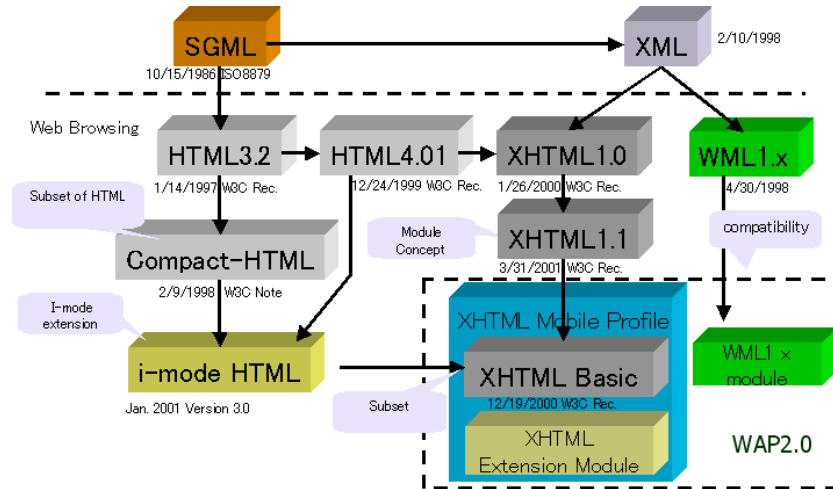 SGML
XML
2/10/1998
10/15/1986 ISO8879
Web Browsing
HTML3.2
HTML4.01
XHTML1.0
WML1.x
1/14/1997 W3C Rec.
12/24/1999 W3C Rec.
1/26/2000 W3C Rec.
4/30/1998
Subset of HTML
Module
Concept
XHTML1.1
compatibility
Compact-HTML
3/31/2001 W3C Rec.
2/9/1998 W3C Note
I-mode
extension
XHTML Mobile Profile
i-mode HTML
XHTML Basic
WML1.x
module
Jan. 2001 Version 3.0
Subset
12/19/2000 W3C Rec.
XHTML
Extension Module
WAP2.0